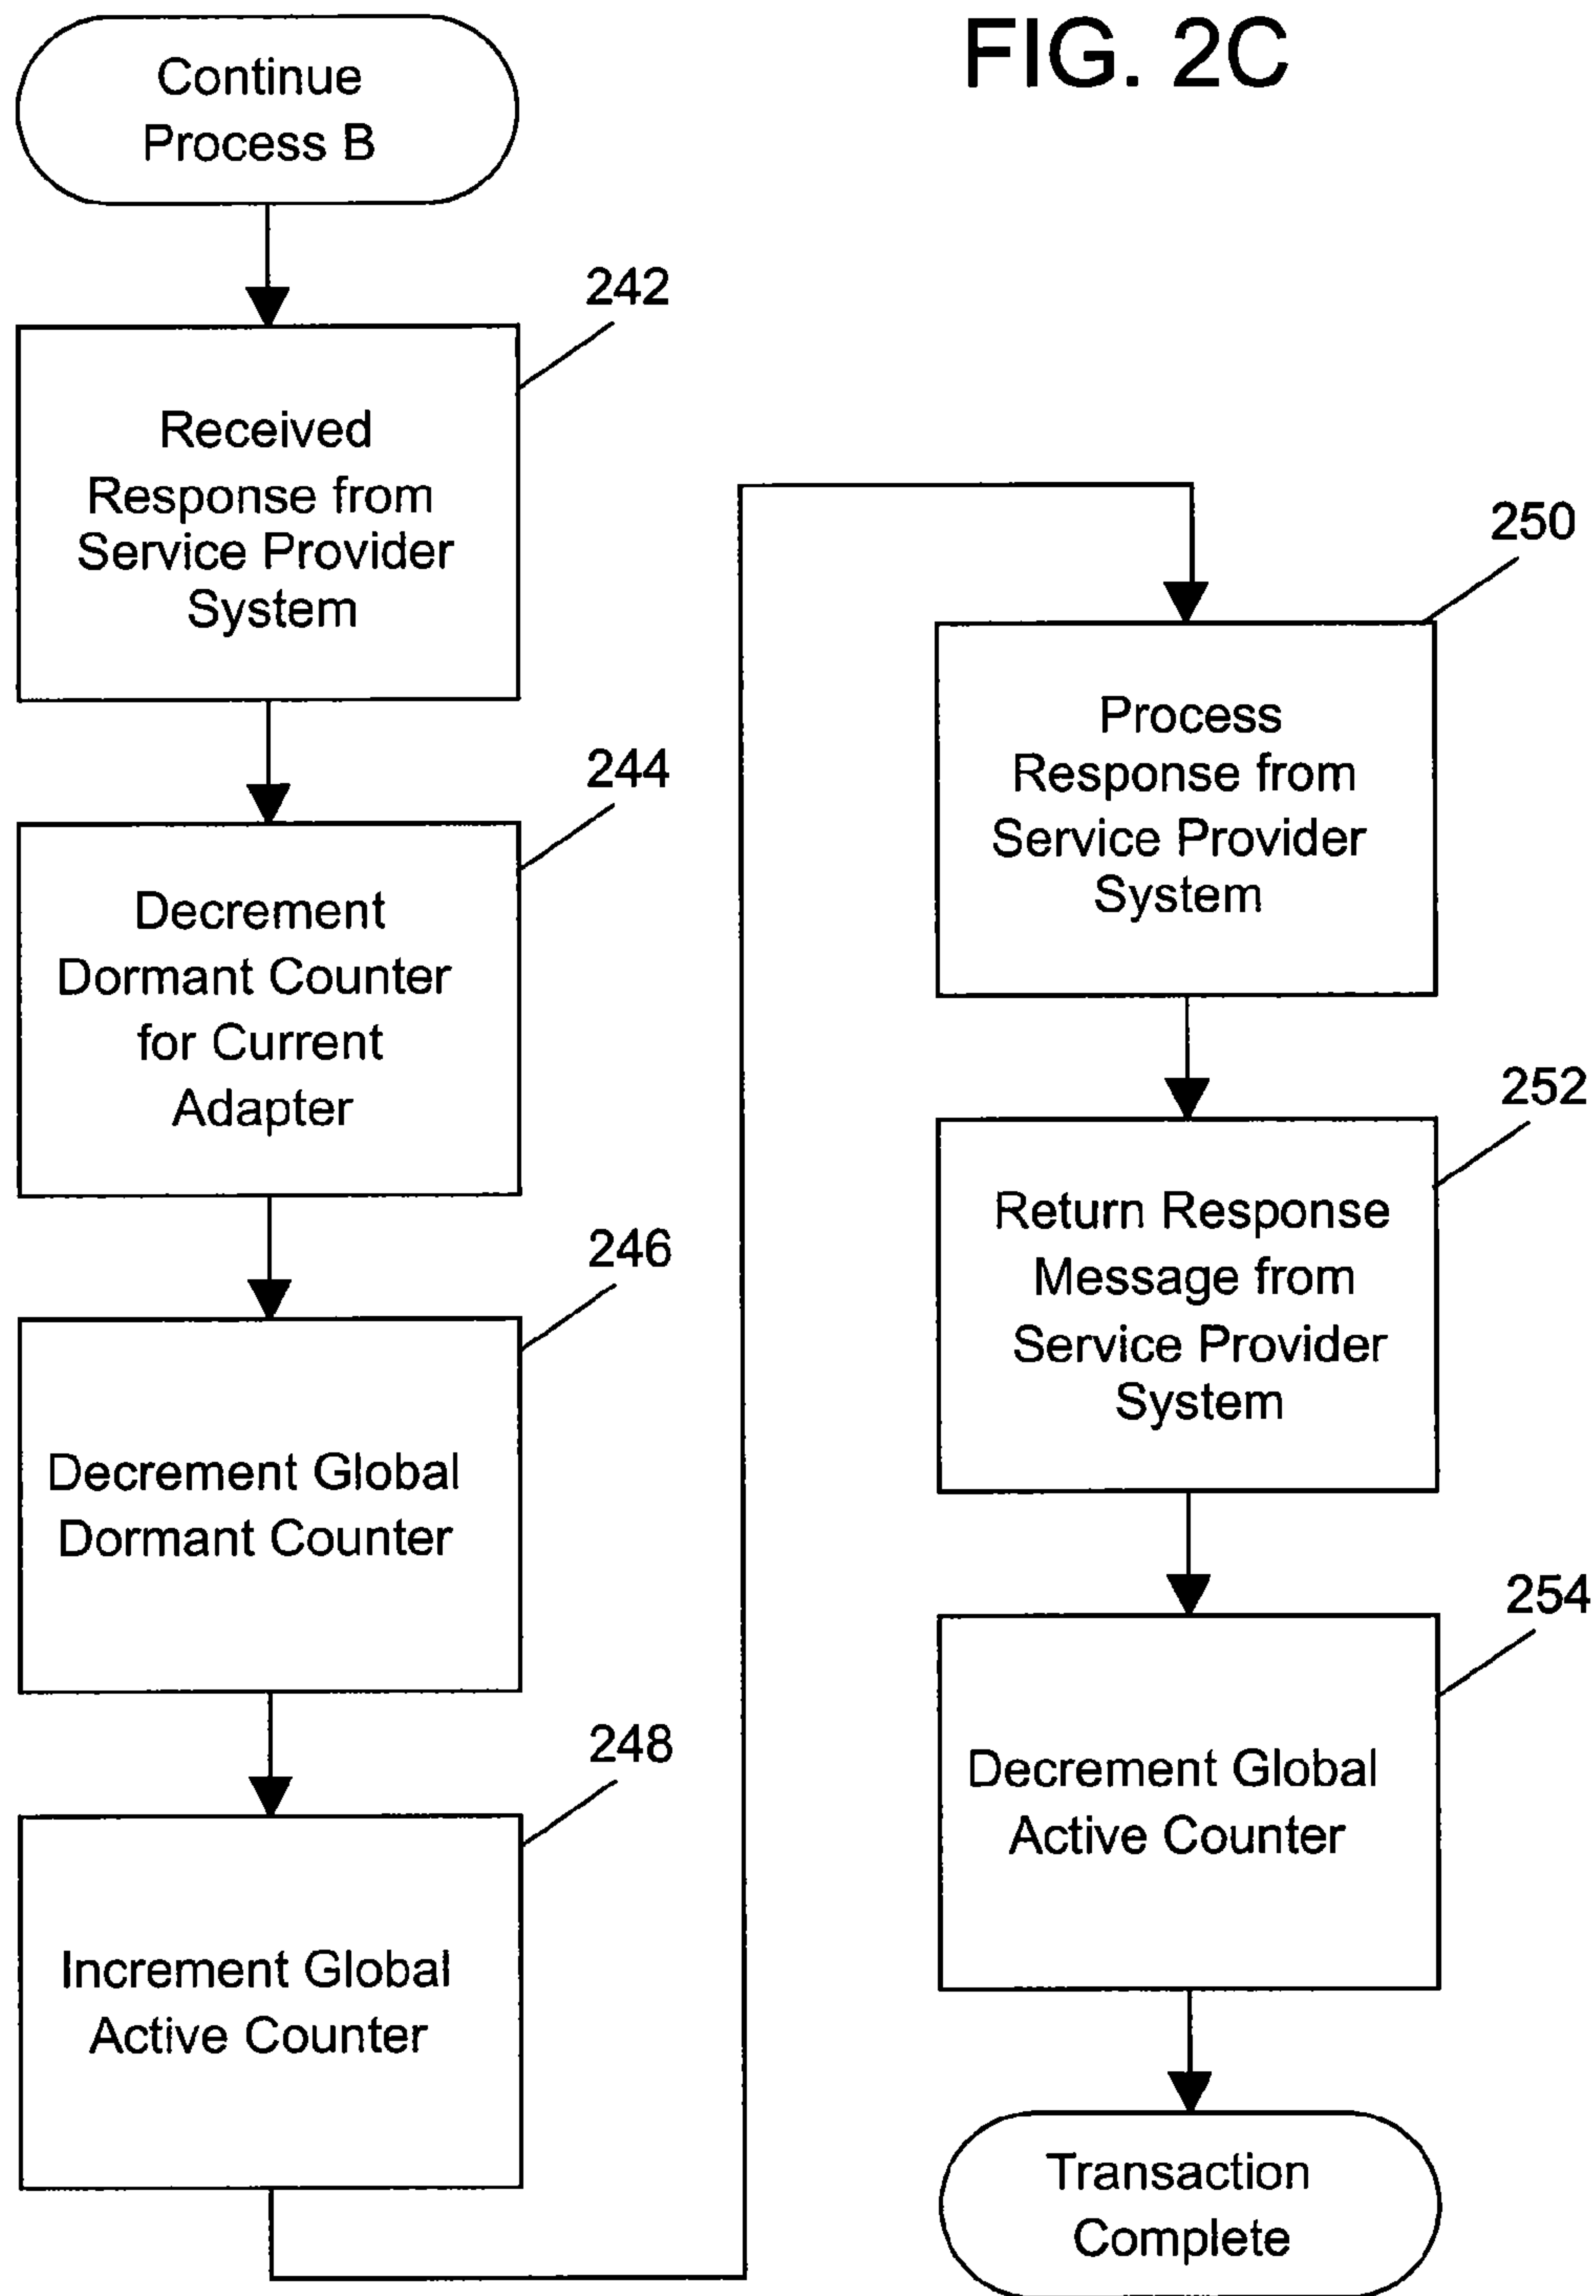 FIG. 2C
Continue
Process B
242
Received
Response from
Service Provider
System
244
Decrement
Dormant Counter
for Current
Adapter
246
Decrement Global
Dormant Counter
248
Increment Global
Active Counter
250
Process
Response from
Service Provider
System
252
Return Response
Message from
Service Provider
System
254
Decrement Global
Active Counter
Transaction
Complete